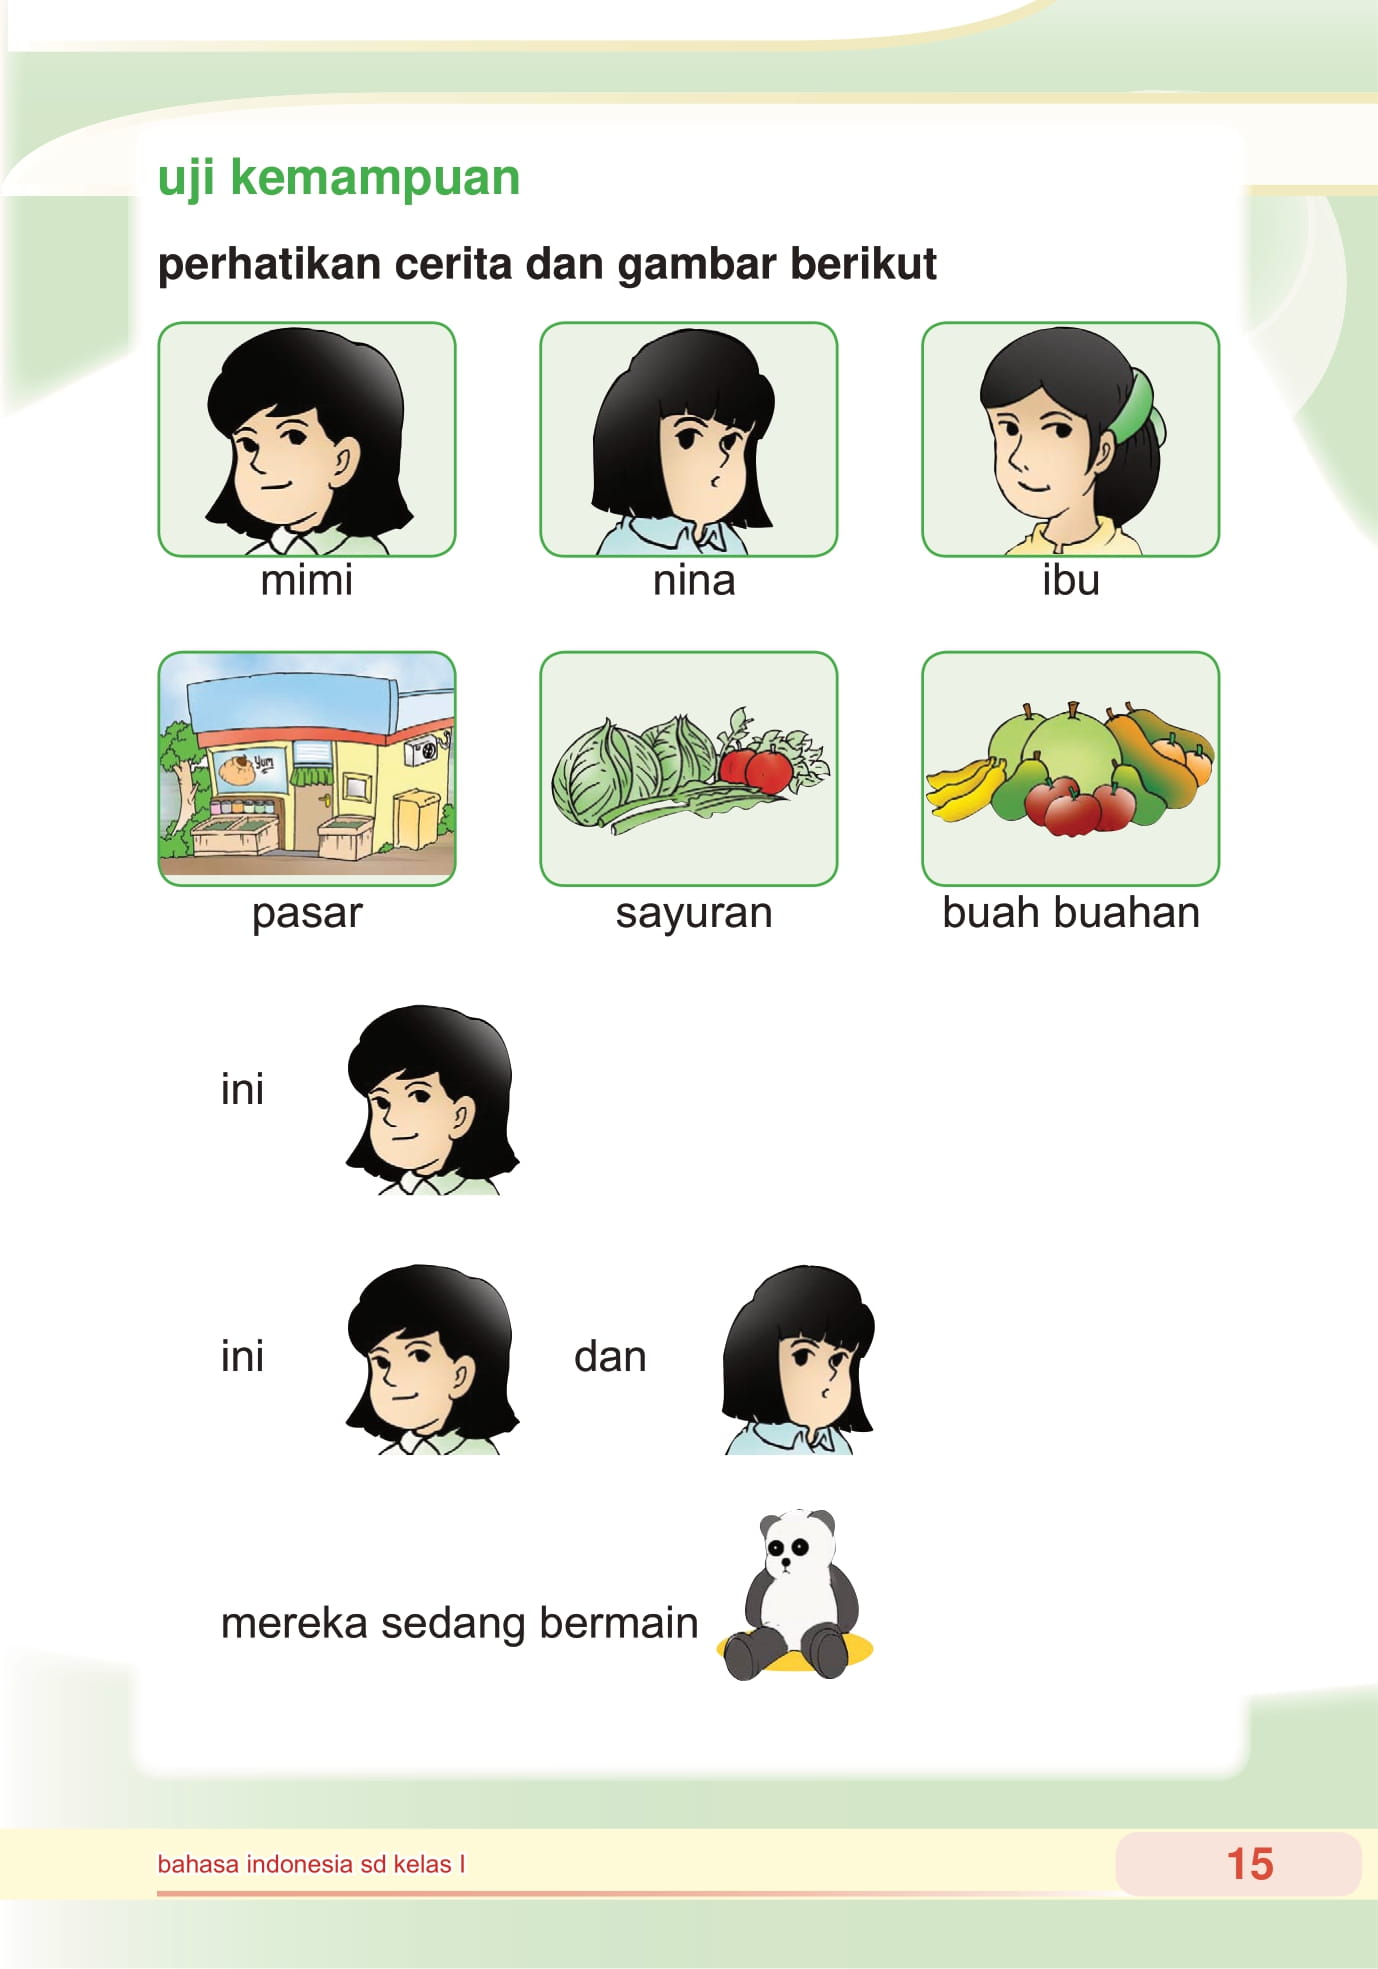 uji kemampuan
perhatikan cerita dan gambar berikut
mimi nina ibu
Yum
pasar sayuran buah buahan
ini
ini dan
mereka sedang bermain
bahasa indonesia sd kelas I
15